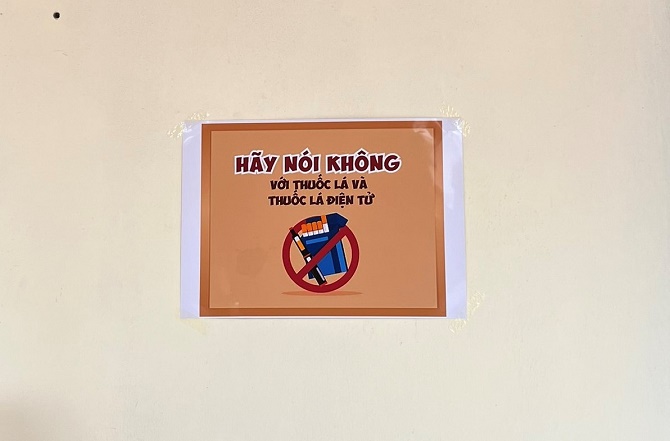 HÃY NÓI KHÔNG
VỚI THUỐC LÁ VÀ
THUỐC LÁ ĐIỆN TỬ